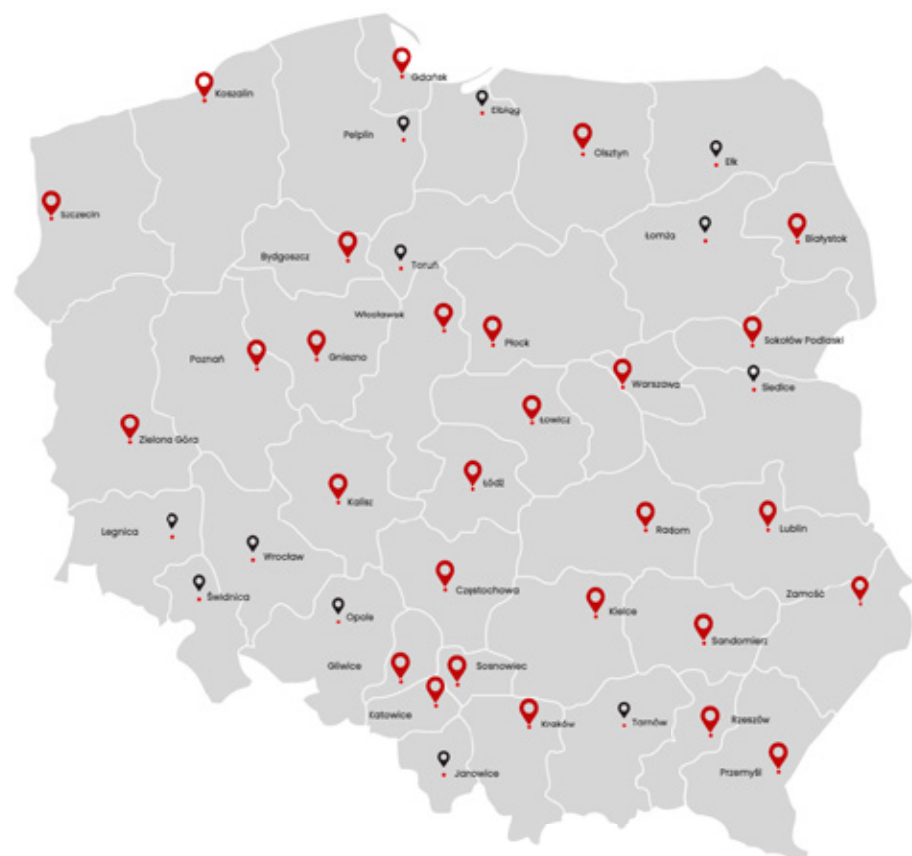 Gdańsk
Koszalin
Elbląg
Pelplin
Olsztyn
Ełk
Szczecin
Łomża
Białystok
Bydgoszcz
Toruń
Włocławek
Płock
Sokołów Podlaski
Poznań
Gniezno
Warszawa
Siedlce
Łowicz
Zielona Góra
Łódź
Kalisz
Legnica
Radom
Lublin
Wrocław
Częstochowa
Świdnica
Zamość
Opole
Kielce
Sandomierz
Gliwice
Sosnowiec
Katowice
Kraków
Tarnów
Rzeszów
Janowice
Przemyśl